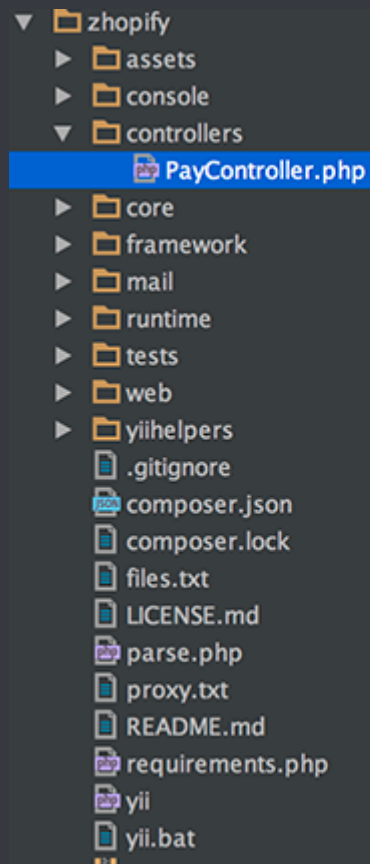 zhopify
assets
console
controllers
PayController.php
core
framework
mail
runtime
tests
web
yiihelpers
.gitignore
composer.json
composer.lock
files.txt
LICENSE.md
parse.php
proxy.txt
README.md
requirements.php
yii
yii.bat